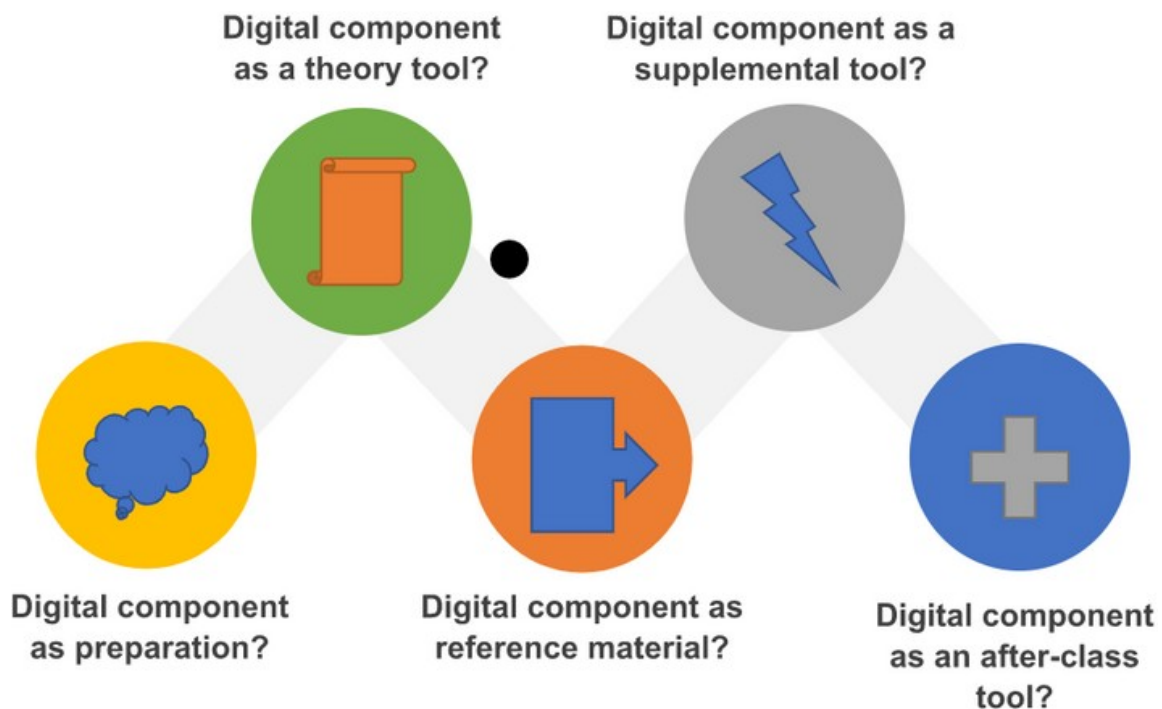 Digital component
as a theory tool?
Digital component as a
supplemental tool?
Digital component
as preparation?
Digital component as
reference material?
Digital component
as an after-class
tool?